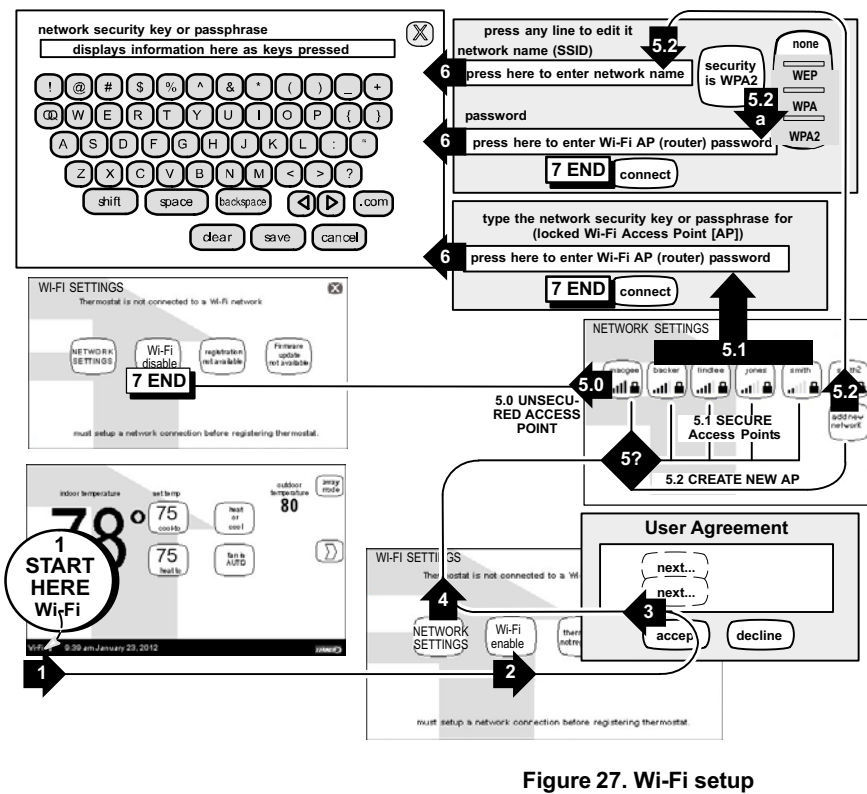 network security key or passphrase
X
displays information here as keys pressed
! @ # $ % ^ & * ( ) _ +
Q W E R T Y U I O P { }
A S D F G H J K L : "
Z X C V B N M < > ?
shift space backspace .com
clear save cancel
press any line to edit it
network name (SSID)
5.2
6 press here to enter network name
security
is WPA2
none
WEP
WPA
WPA2
5.2
a
password
6 press here to enter Wi-Fi AP (router) password
7 END connect
type the network security key or passphrase for
(locked Wi-Fi Access Point [AP])
6 press here to enter Wi-Fi AP (router) password
7 END connect
WI-FI SETTINGS
Thermostat is not connected to a Wi-Fi network
NETWORK
SETTINGS
Wi-Fi
disable
registration
not available
Firmware
update
not available
7 END
must setup a network connection before registering thermostat.
NETWORK SETTINGS
5.1
macgee backer lindlee jones smith
5.0
5.2
add new
network
5.0 UNSECU-
RED ACCESS
POINT
5.1 SECURE
Access Points
5?
5.2 CREATE NEW AP
indoor temperature
set temp
outdoor
temperature
80
away
mode
78°
75
cool to
heat
or
cool
75
heat to
fan is
AUTO
1
START
HERE
Wi-Fi
9:39 am January 23, 2012
LENNOX
1
WI-FI SETTINGS
Thermostat is not connected to a Wi
4
NETWORK
SETTINGS
Wi-Fi
enable
2
must setup a network connection before registering thermostat.
User Agreement
next...
next...
3
accept decline
Figure 27. Wi-Fi setup